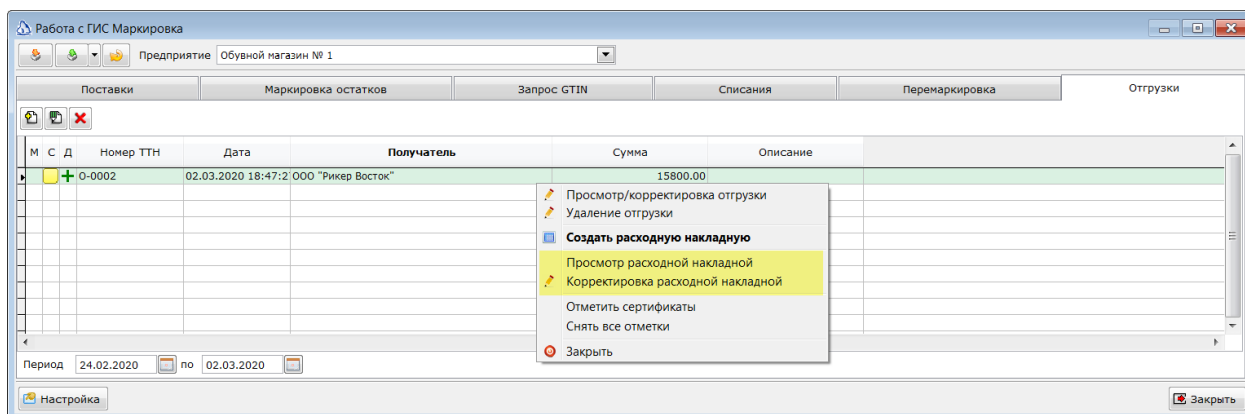 Работа с ГИС Маркировка
Предприятие Обувной магазин № 1
Поставки Маркировка остатков Запрос GTIN Списания Перемаркировка Отгрузки
М С Д Номер ТТН Дата Получатель Сумма Описание
О-0002 02.03.2020 18:47:2 ООО "Рикер Восток" 15800.00
Просмотр/корректировка отгрузки
Удаление отгрузки
Создать расходную накладную
Просмотр расходной накладной
Корректировка расходной накладной
Отметить сертификаты
Снять все отметки
Закрыть
Период 24.02.2020 по 02.03.2020
Настройка Закрыть